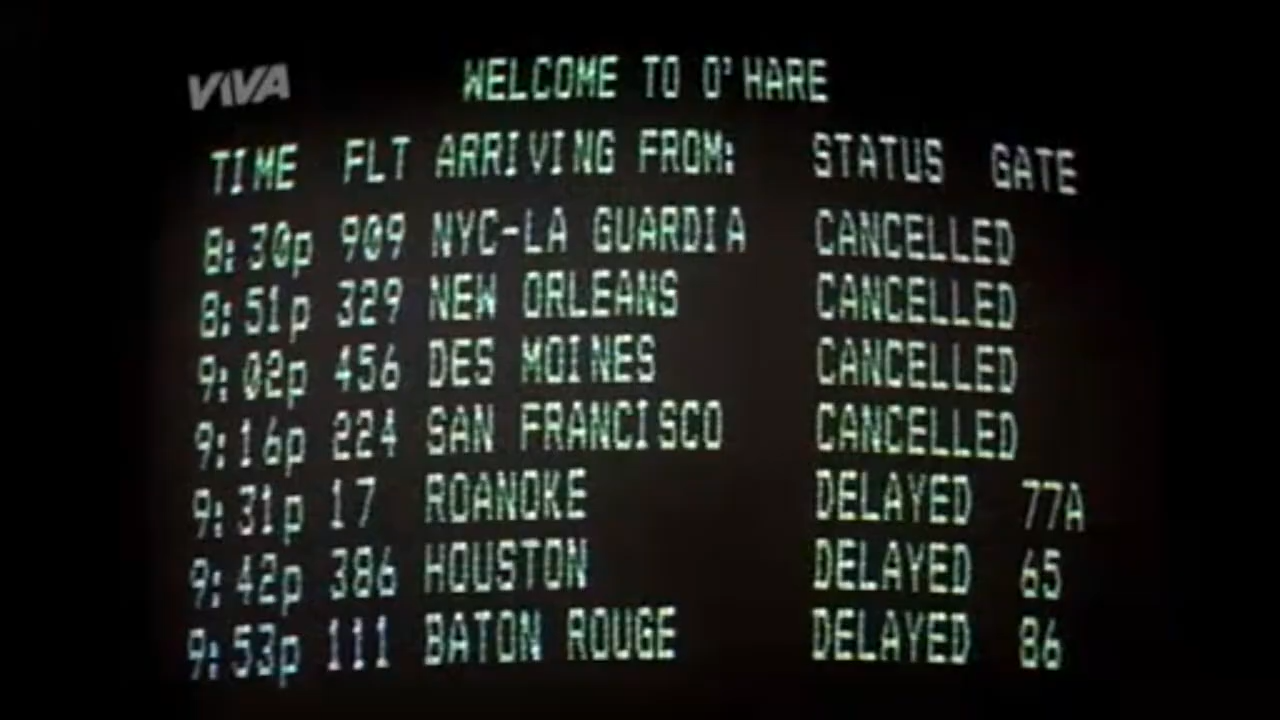 VIVA
WELCOME TO O'HARE
TIME FLT ARRIVING FROM: STATUS GATE
8:30p 909 NYC-LA GUARDIA CANCELLED
8:51p 329 NEW ORLEANS CANCELLED
9:02p 456 DES MOINES CANCELLED
9:16p 224 SAN FRANCISCO CANCELLED
9:31p 17 ROANOKE DELAYED 77A
9:42p 386 HOUSTON DELAYED 65
9:53p 111 BATON ROUGE DELAYED 86